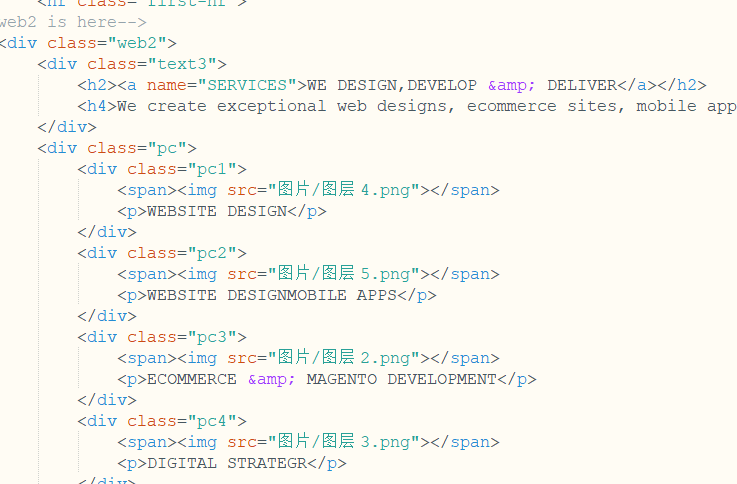 <hr class="first-hr">
web2 is here-->
<div class="web2">
<div class="text3">
<h2><a name="SERVICES">WE DESIGN,DEVELOP &amp; DELIVER</a></h2>
<h4>We create exceptional web designs, ecommerce sites, mobile app
</div>
<div class="pc">
<div class="pc1">
<span><img src="图片/图层 4.png"></span>
<p>WEBSITE DESIGN</p>
</div>
<div class="pc2">
<span><img src="图片/图层 5.png"></span>
<p>WEBSITE DESIGNMOBILE APPS</p>
</div>
<div class="pc3">
<span><img src="图片/图层 2.png"></span>
<p>ECOMMERCE &amp; MAGENTO DEVELOPMENT</p>
</div>
<div class="pc4">
<span><img src="图片/图层 3.png"></span>
<p>DIGITAL STRATEGR</p>
</div>